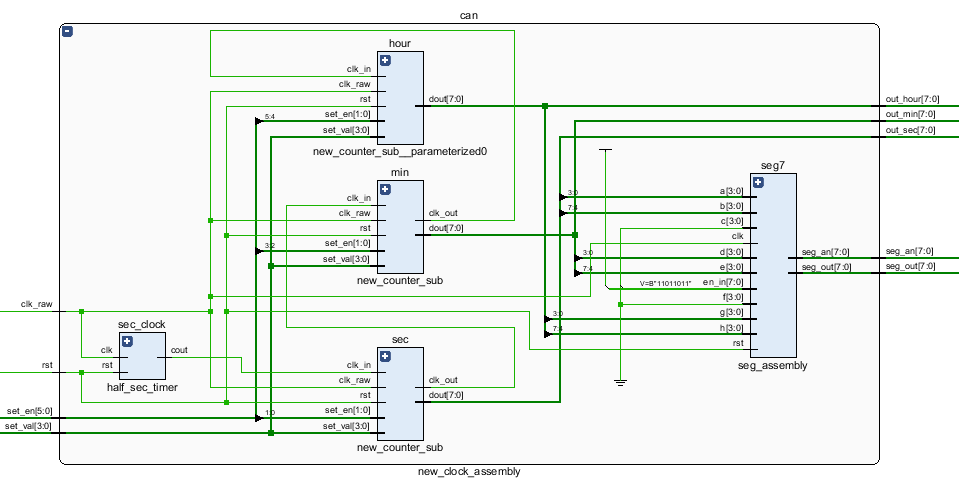 can
hour
clk_in
clk_raw
rst
set_en[1:0]
set_val[3:0]
dout[7:0]
5:4
new_counter_sub__parameterized0
min
clk_in
clk_raw
rst
set_en[1:0]
set_val[3:0]
clk_out
dout[7:0]
3:2
new_counter_sub
sec
clk_in
clk_raw
rst
set_en[1:0]
set_val[3:0]
clk_out
dout[7:0]
1:0
new_counter_sub
sec_clock
clk
rst
cout
half_sec_timer
clk_raw
rst
set_en[5:0]
set_val[3:0]
seg7
a[3:0]
b[3:0]
c[3:0]
clk
d[3:0]
e[3:0]
en_in[7:0]
f[3:0]
g[3:0]
h[3:0]
rst
3:0
7:4
3:0
7:4
V=B"11011011"
3:0
7:4
seg_an[7:0]
seg_out[7:0]
seg_assembly
out_hour[7:0]
out_min[7:0]
out_sec[7:0]
seg_an[7:0]
seg_out[7:0]
new_clock_assembly